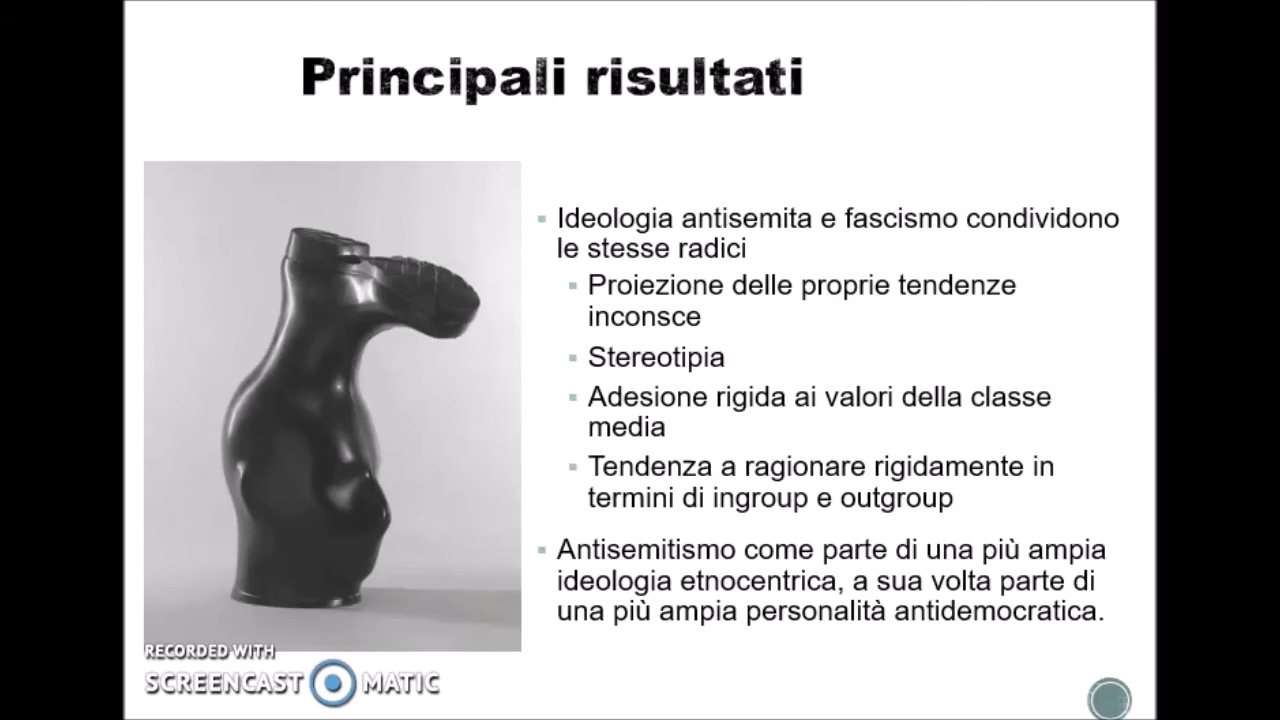 Principali risultati
Ideologia antisemita e fascismo condividono
le stesse radici
Proiezione delle proprie tendenze
inconsce
Stereotipia
Adesione rigida ai valori della classe
media
Tendenza a ragionare rigidamente in
termini di ingroup e outgroup
Antisemitismo come parte di una più ampia
ideologia etnocentrica, a sua volta parte di
una più ampia personalità antidemocratica.
RECORDED WITH
SCREENCAST MATIC